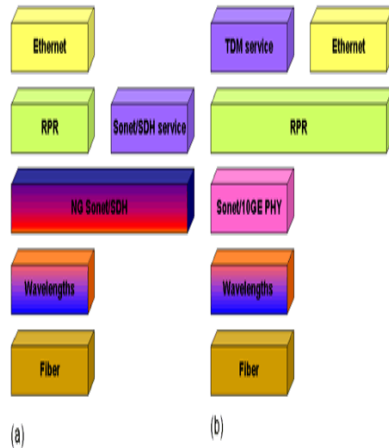 Ethernet
TDM service
Ethernet
RPR
Sonet/SDH service
RPR
NG Sonet/SDH
Sonet/10GE PHY
Wavelengths
Wavelengths
Fiber
Fiber
(a)
(b)